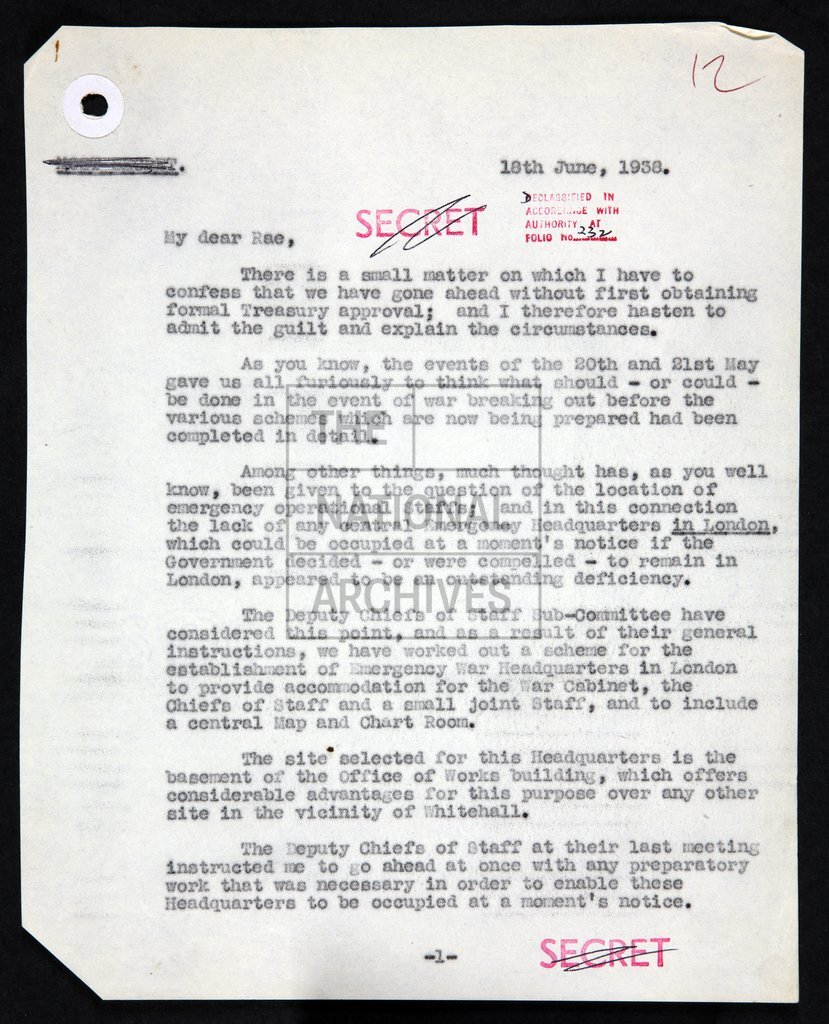 12
18th June, 1938.
SECRET
DECLASSIFIED IN
ACCORDANCE WITH
AUTHORITY AT
FOLIO No. 232
My dear Rae,
There is a small matter on which I have to
confess that we have gone ahead without first obtaining
formal Treasury approval; and I therefore hasten to
admit the guilt and explain the circumstances.
As you know, the events of the 20th and 21st May
gave us all furiously to think what should - or could -
be done in the event of war breaking out before the
various schemes which are now being prepared had been
completed in detail.
Among other things, much thought has, as you well
know, been given to the question of the location of
emergency operational staffs; and in this connection
the lack of any central Emergency Headquarters in London,
which could be occupied at a moment's notice if the
Government decided - or were compelled - to remain in
London, appeared to be an outstanding deficiency.
The Deputy Chiefs of Staff Sub-Committee have
considered this point, and as a result of their general
instructions, we have worked out a scheme for the
establishment of Emergency War Headquarters in London
to provide accommodation for the War Cabinet, the
Chiefs of Staff and a small joint Staff, and to include
a central Map and Chart Room.
The site selected for this Headquarters is the
basement of the Office of Works building, which offers
considerable advantages for this purpose over any other
site in the vicinity of Whitehall.
The Deputy Chiefs of Staff at their last meeting
instructed me to go ahead at once with any preparatory
work that was necessary in order to enable these
Headquarters to be occupied at a moment's notice.
-1-
SECRET
THE
NATIONAL
ARCHIVES